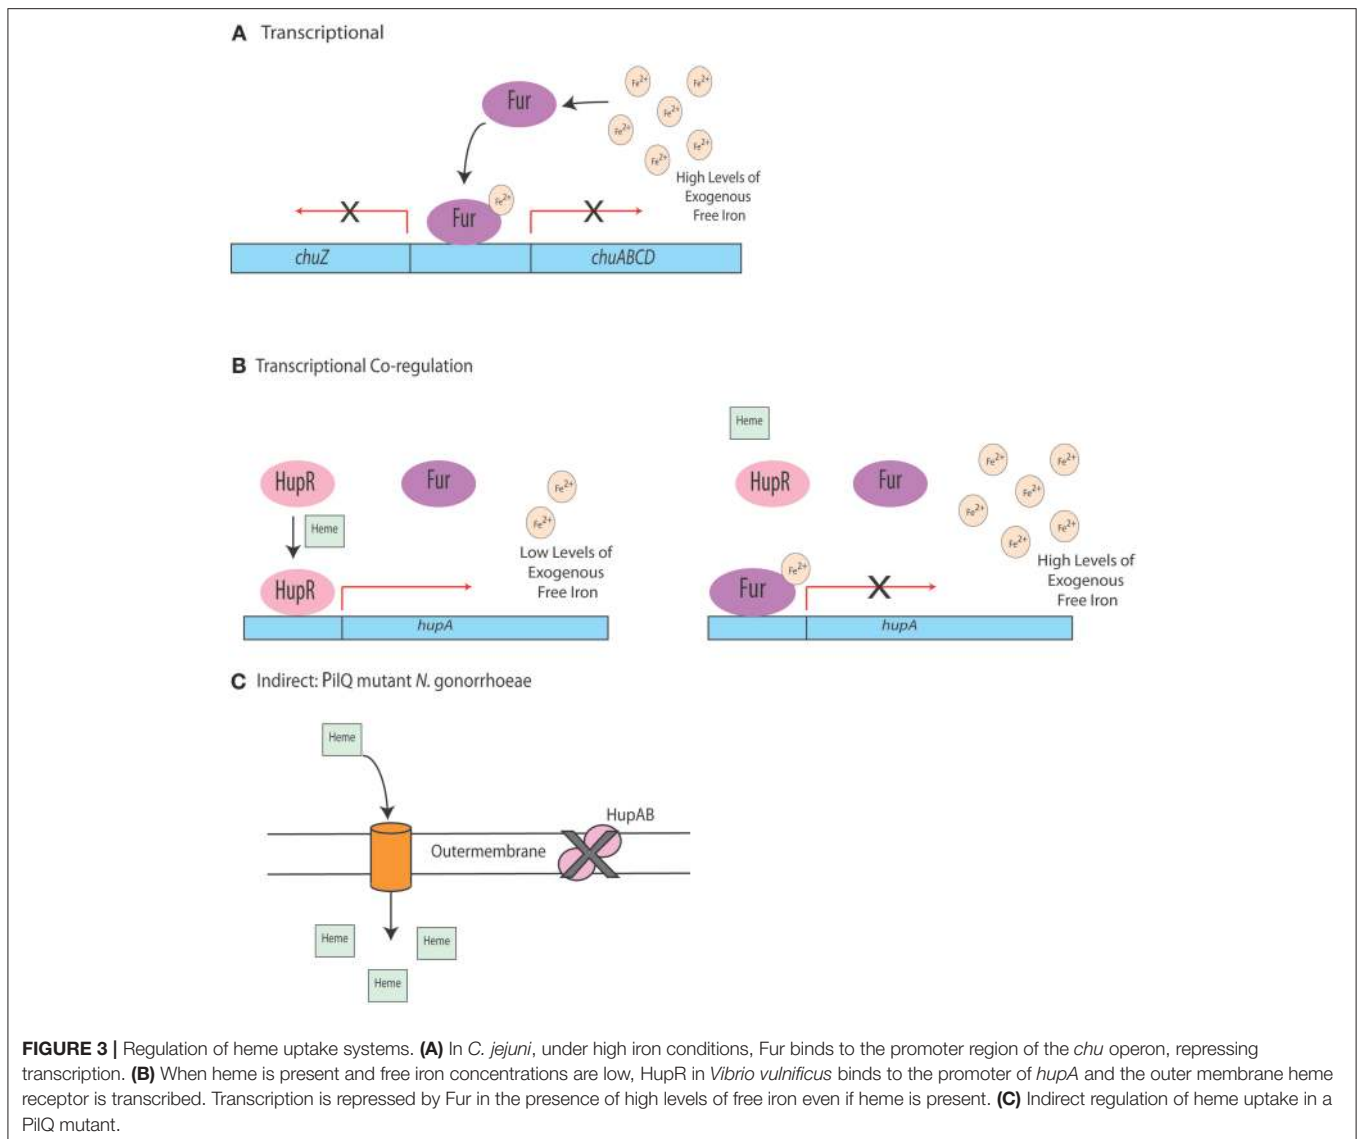 A Transcriptional
Fe2+
Fe2+
Fur
Fe2+
Fe2+
Fe2+
Fe2+
High Levels of
Exogenous
Free Iron
Fe2+
X
Fur
X
chuZ
chuABCD
B Transcriptional Co-regulation
HupR
Fur
Fe2+
Heme
Fe2+
Low Levels of
Exogenous
Free Iron
HupR
hupA
Heme
HupR
Fur
Fe2+
Fe2+
Fe2+
Fe2+
Fe2+
Fe2+
High Levels of
Exogenous
Free Iron
Fe2+
Fur
X
hupA
C Indirect: PilQ mutant N. gonorrhoeae
Heme
HupAB
Outermembrane
X
Heme
Heme
Heme
FIGURE 3 | Regulation of heme uptake systems. (A) In C. jejuni, under high iron conditions, Fur binds to the promoter region of the chu operon, repressing
transcription. (B) When heme is present and free iron concentrations are low, HupR in Vibrio vulnificus binds to the promoter of hupA and the outer membrane heme
receptor is transcribed. Transcription is repressed by Fur in the presence of high levels of free iron even if heme is present. (C) Indirect regulation of heme uptake in a
PilQ mutant.